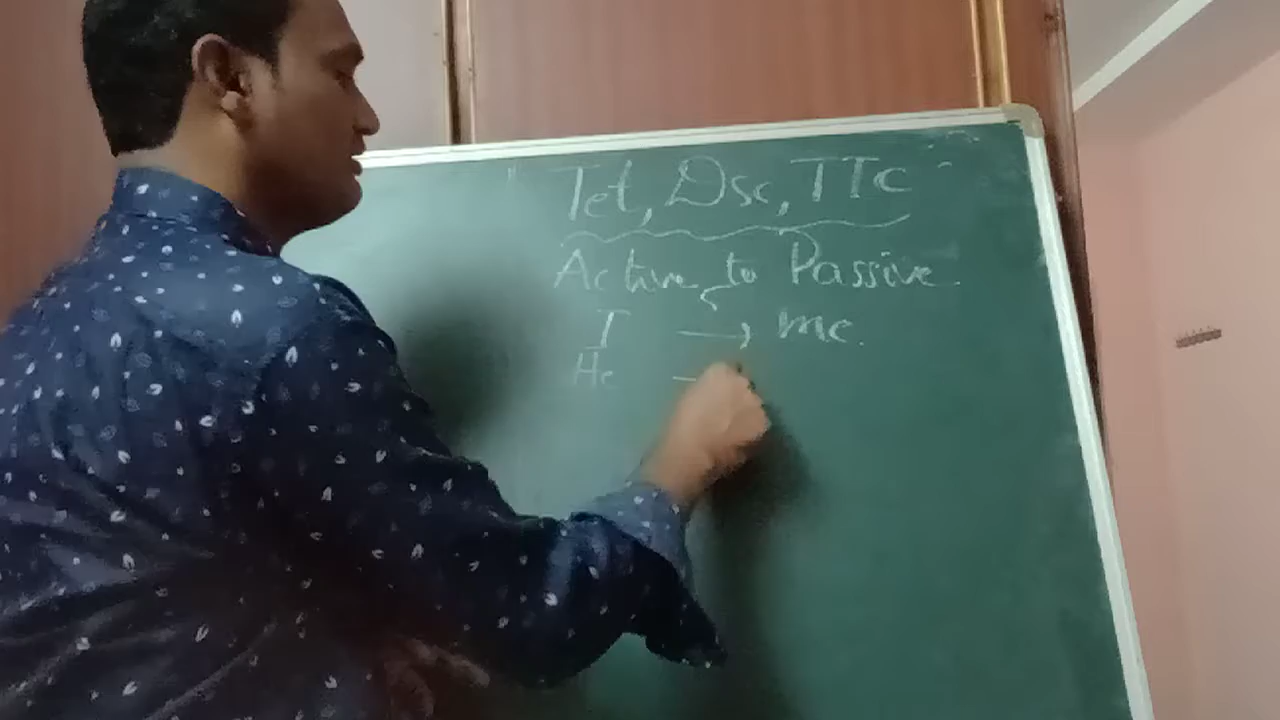 Tet, Dsc, TTc
Active to Passive
I → me.
He -